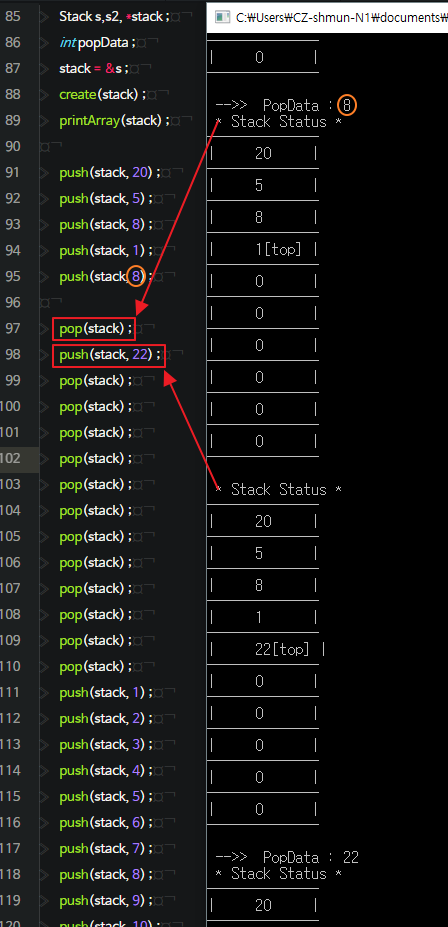 85 Stack s,s2, *stack ;
86 int popData ;
87 stack = &s ;
88 create(stack) ;
89 printArray(stack) ;
90
91 push(stack, 20) ;
92 push(stack, 5) ;
93 push(stack, 8) ;
94 push(stack, 1) ;
95 push(stack, 8) ;
96
97 pop(stack) ;
98 push(stack, 22) ;
99 pop(stack) ;
100 pop(stack) ;
101 pop(stack) ;
102 pop(stack) ;
103 pop(stack) ;
104 pop(stack) ;
105 pop(stack) ;
106 pop(stack) ;
107 pop(stack) ;
108 pop(stack) ;
109 pop(stack) ;
110 pop(stack) ;
111 push(stack, 1) ;
112 push(stack, 2) ;
113 push(stack, 3) ;
114 push(stack, 4) ;
115 push(stack, 5) ;
116 push(stack, 6) ;
117 push(stack, 7) ;
118 push(stack, 8) ;
119 push(stack, 9) ;
120 push(stack, 10) ;
C:₩Users₩CZ-shmun-N1₩documents₩
| 0 |
-->> PopData : 8
* Stack Status *
| 20 |
| 5 |
| 8 |
| 1[top] |
| 0 |
| 0 |
| 0 |
| 0 |
| 0 |
| 0 |
* Stack Status *
| 20 |
| 5 |
| 8 |
| 1 |
| 22[top] |
| 0 |
| 0 |
| 0 |
| 0 |
| 0 |
-->> PopData : 22
* Stack Status *
| 20 |